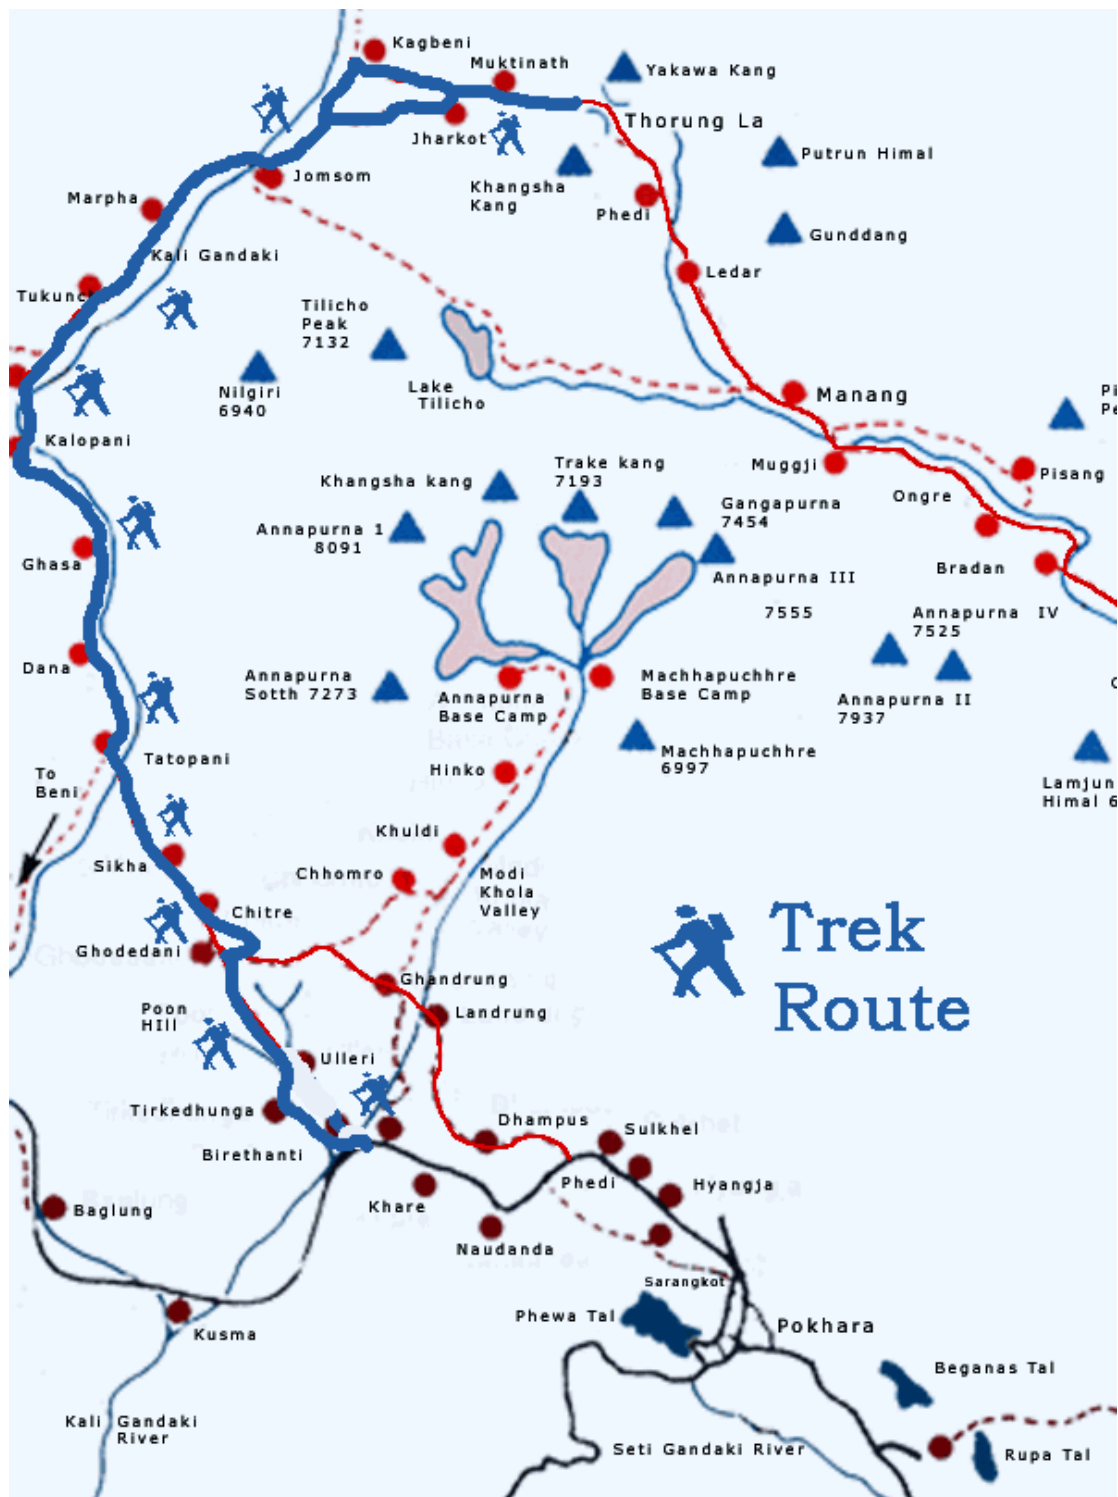 Kagbeni
Muktinath
Yakawa Kang
Thorung La
Jharkot
Putrun Himal
Jomsom
Khangsha
Kang
Phedi
Marpha
Gunddang
Kali Gandaki
Ledar
Tilicho
Peak
7132
Nilgiri
6940
Lake
Tilicho
Manang
Kalopani
Muggji
Pisang
Ongre
Khangsha kang
Trake kang
7193
Gangapurna
7454
Annapurna 1
8091
Ghasa
Bradan
Annapurna III
7555
Annapurna IV
7525
Dana
Annapurna
Sotth 7273
Annapurna
Base Camp
Machhapuchhre
Base Camp
Annapurna II
7937
Machhapuchhre
6997
Tatopani
To
Beni
Hinko
Himal 6
Khuldi
Sikha
Chhomro
Modi
Khola
Valley
Chitre
Trek
Route
Ghodedani
Ghandrung
Landrung
Poon
HIll
Ulleri
Tirkedhunga
Dhampus
Sulkhel
Birethanti
Phedi
Hyangja
Khare
Baglung
Naudanda
Sarangkot
Phewa Tal
Pokhara
Kusma
Beganas Tal
Kali Gandaki
River
Seti Gandaki River
Rupa Tal